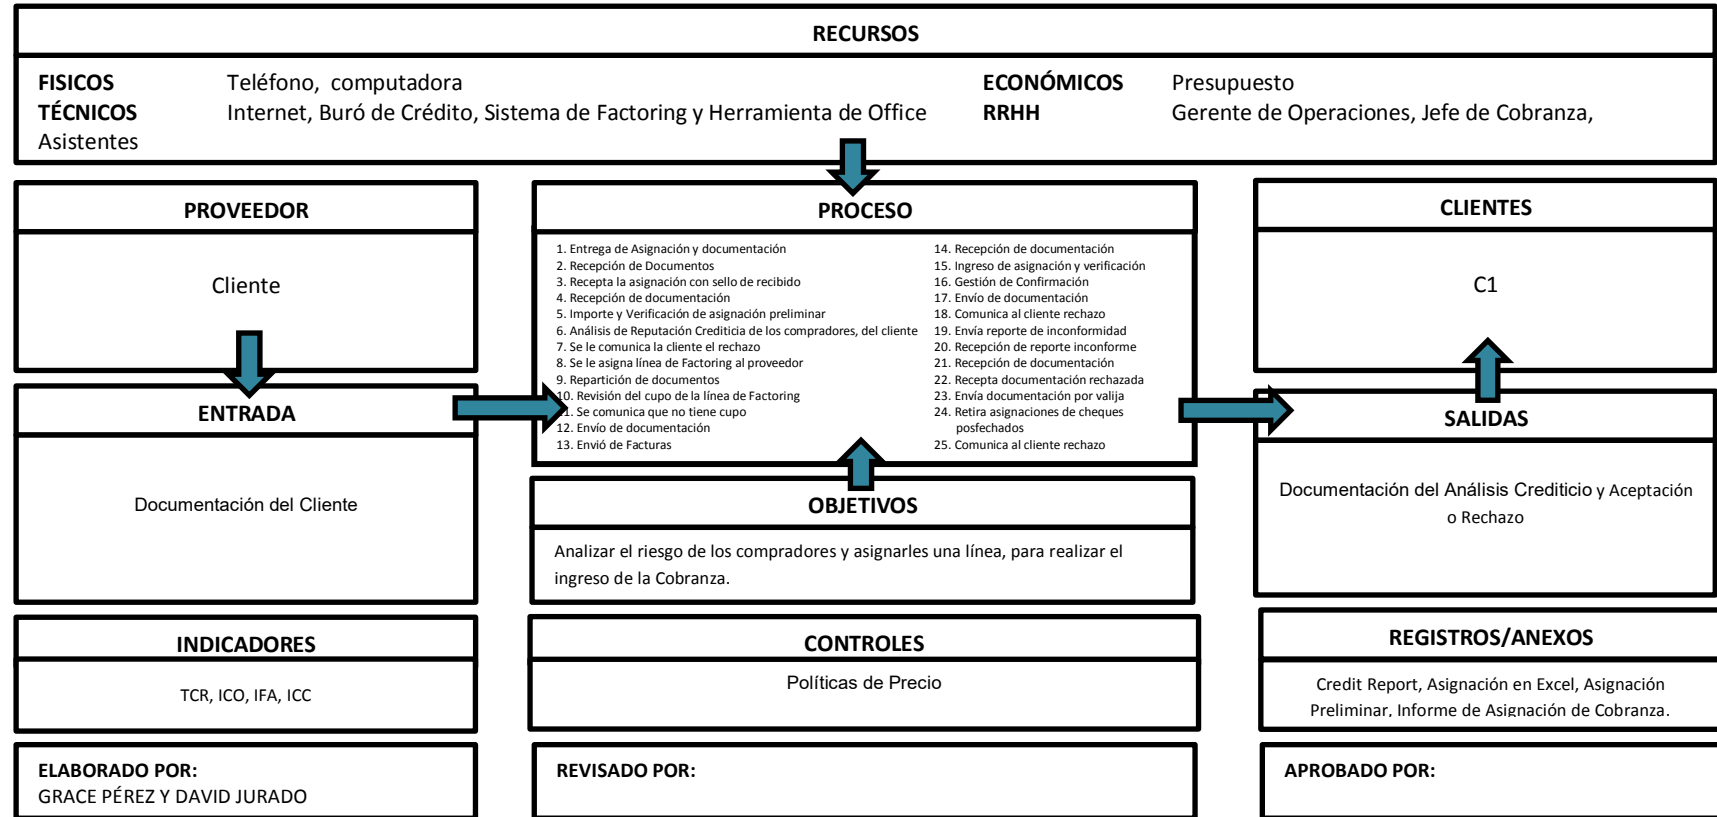 RECURSOS
FISICOS Teléfono, computadora ECONÓMICOS Presupuesto
TÉCNICOS Internet, Buró de Crédito, Sistema de Factoring y Herramienta de Office RRHH Gerente de Operaciones, Jefe de Cobranza,
Asistentes
PROVEEDOR
Cliente
ENTRADA
Documentación del Cliente
PROCESO
1. Entrega de Asignación y documentación
2. Recepción de Documentos
3. Recepta la asignación con sello de recibido
4. Recepción de documentación
5. Importe y Verificación de asignación preliminar
6. Análisis de Reputación Crediticia de los compradores, del cliente
7. Se le comunica la cliente el rechazo
8. Se le asigna línea de Factoring al proveedor
9. Repartición de documentos
10. Revisión del cupo de la línea de Factoring
11. Se comunica que no tiene cupo
12. Envío de documentación
13. Envió de Facturas
14. Recepción de documentación
15. Ingreso de asignación y verificación
16. Gestión de Confirmación
17. Envío de documentación
18. Comunica al cliente rechazo
19. Envía reporte de inconformidad
20. Recepción de reporte inconforme
21. Recepción de documentación
22. Recepta documentación rechazada
23. Envía documentación por valija
24. Retira asignaciones de cheques
posfechados
25. Comunica al cliente rechazo
OBJETIVOS
Analizar el riesgo de los compradores y asignarles una línea, para realizar el
ingreso de la Cobranza.
CLIENTES
C1
SALIDAS
Documentación del Análisis Crediticio y Aceptación
o Rechazo
INDICADORES
TCR, ICO, IFA, ICC
CONTROLES
Políticas de Precio
REGISTROS/ANEXOS
Credit Report, Asignación en Excel, Asignación
Preliminar, Informe de Asignación de Cobranza.
ELABORADO POR:
GRACE PÉREZ Y DAVID JURADO
REVISADO POR:
APROBADO POR: